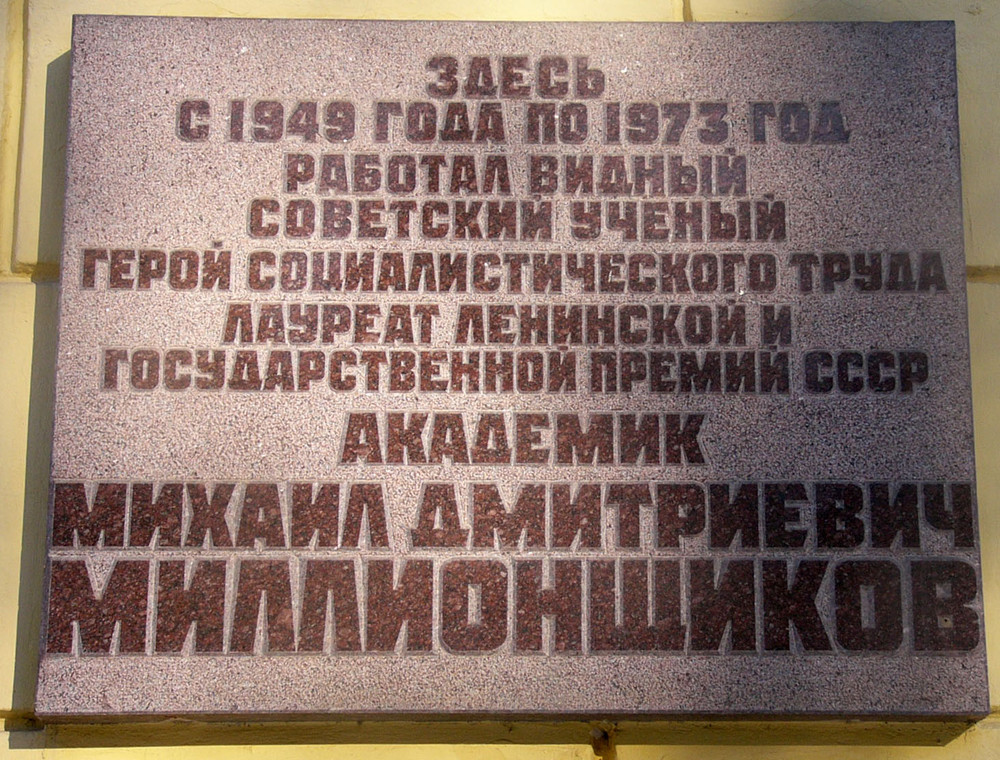 ЗДЕСЬ
С 1949 ГОДА ПО 1973 ГОД
РАБОТАЛ ВИДНЫЙ
СОВЕТСКИЙ УЧЕНЫЙ
ГЕРОЙ СОЦИАЛИСТИЧЕСКОГО ТРУДА
ЛАУРЕАТ ЛЕНИНСКОЙ И
ГОСУДАРСТВЕННОЙ ПРЕМИЙ СССР
АКАДЕМИК
МИХАИЛ ДМИТРИЕВИЧ
МИЛЛИОНЩИКОВ